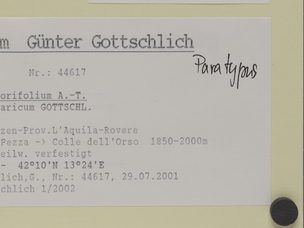 m Günter Gottschlich
Paratypus
Nr.: 44617
orifolium A.-T.
aricum GOTTSCHL.
zen-Prov.L'Aquila-Rovere
Pezza -> Colle dell'Orso 1850-2000m
eilw. verfestigt
- 42°10'N 13°24'E
lich,G., Nr.: 44617, 29.07.2001
schlich 1/2002